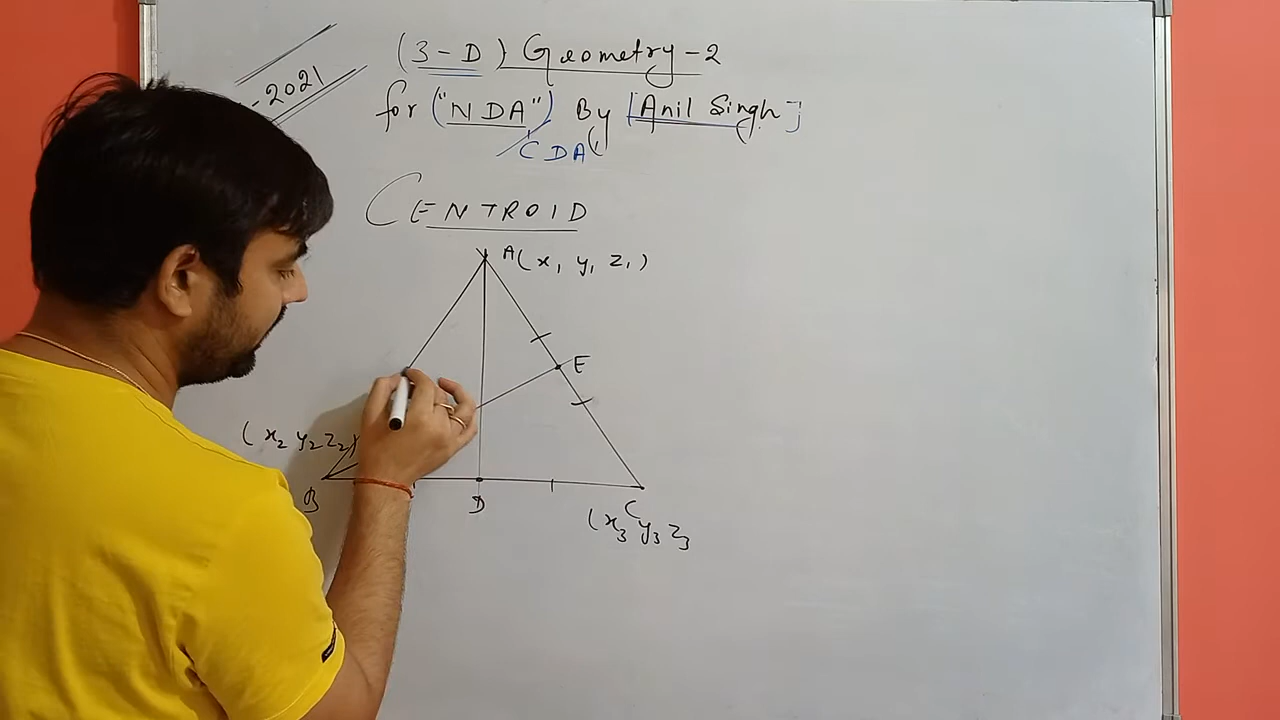 -2021
(3-D) Geometry-2
for ("NDA") By [Anil Singh]
CDA
CENTROID
A(x₁ y₁ z₁)
E
(x₂ y₂ z₂)
B
D
C
(x₃ y₃ z₃